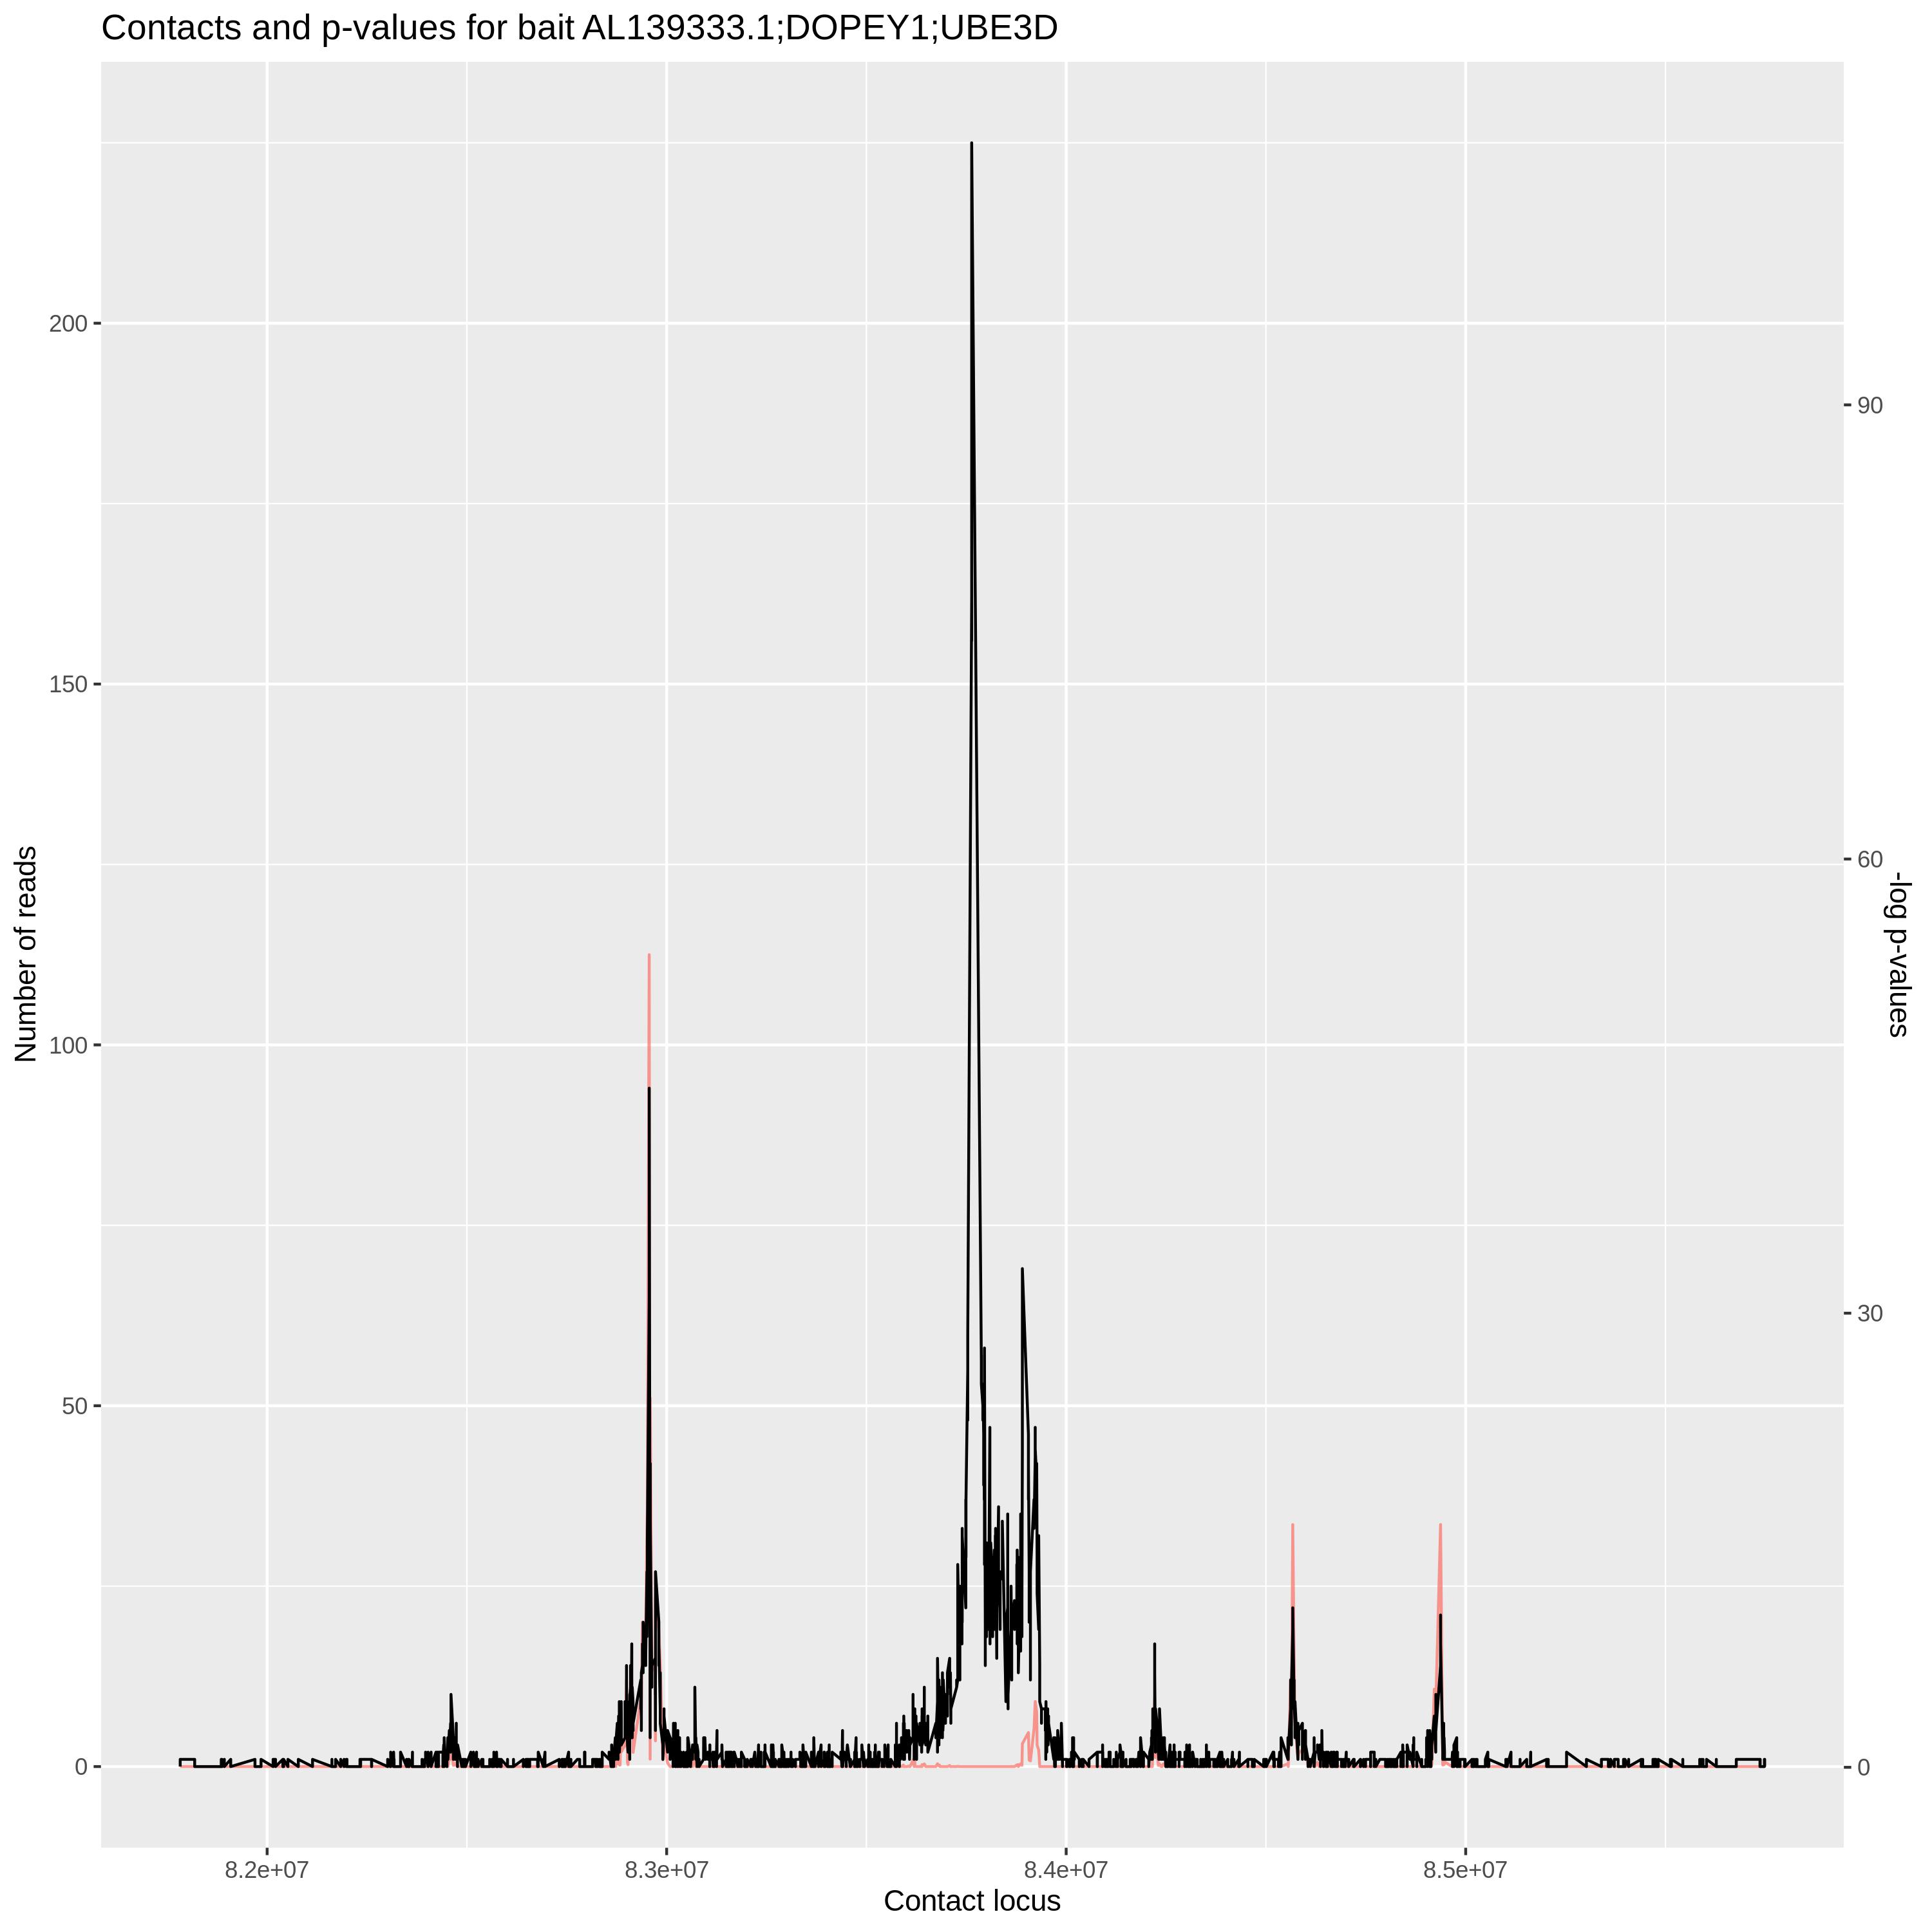 Contacts and p-values for bait AL139333.1;DOPEY1;UBE3D
200
150
100
50
0
Number of reads
90
60
30
0
-log p-values
8.2e+07
8.3e+07
8.4e+07
8.5e+07
Contact locus